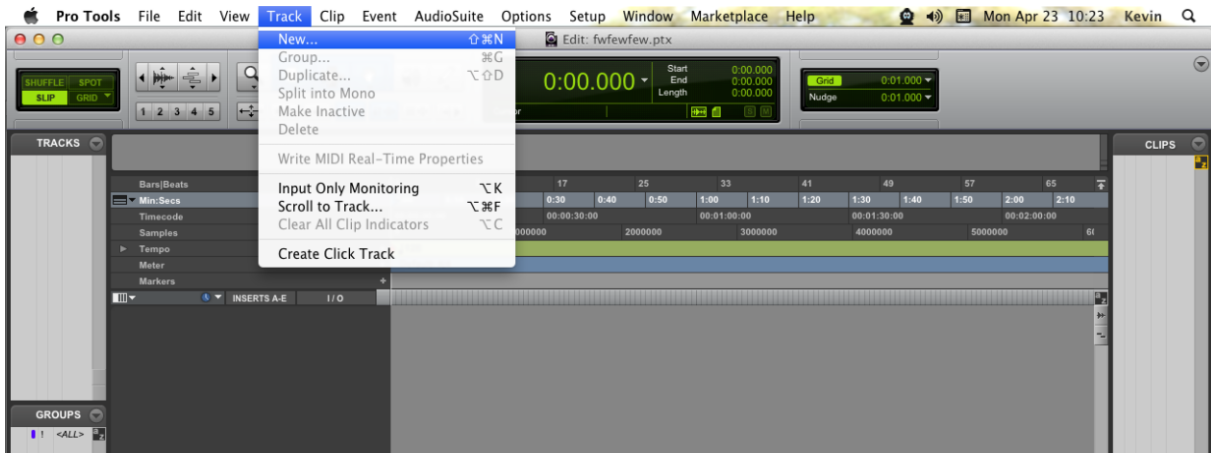 Pro Tools File Edit View Track Clip Event AudioSuite Options Setup Window Marketplace Help Mon Apr 23 10:23 Kevin
Edit: fwfewfew.ptx
New... ⇧⌘N
Group... ⌘G
Duplicate... ⌥⇧D
Split into Mono
Make Inactive
Delete
Write MIDI Real-Time Properties
Input Only Monitoring ⌥K
Scroll to Track... ⌥⌘F
Clear All Clip Indicators ⌥C
Create Click Track
SHUFFLE SPOT
SLIP GRID
1 2 3 4 5
0:00.000
Start 0:00.000
End 0:00.000
Length 0:00.000
S M
Grid 0:01.000
Nudge 0:01.000
TRACKS
CLIPS
Bars|Beats 17 25 33 41 49 57 65
Min:Secs 0:30 0:40 0:50 1:00 1:10 1:20 1:30 1:40 1:50 2:00 2:10
Timecode 00:00:30:00 00:01:00:00 00:01:30:00 00:02:00:00
Samples 2000000 3000000 4000000 5000000
Tempo
Meter
Markers
INSERTS A-E I / O
GROUPS
1 <ALL>